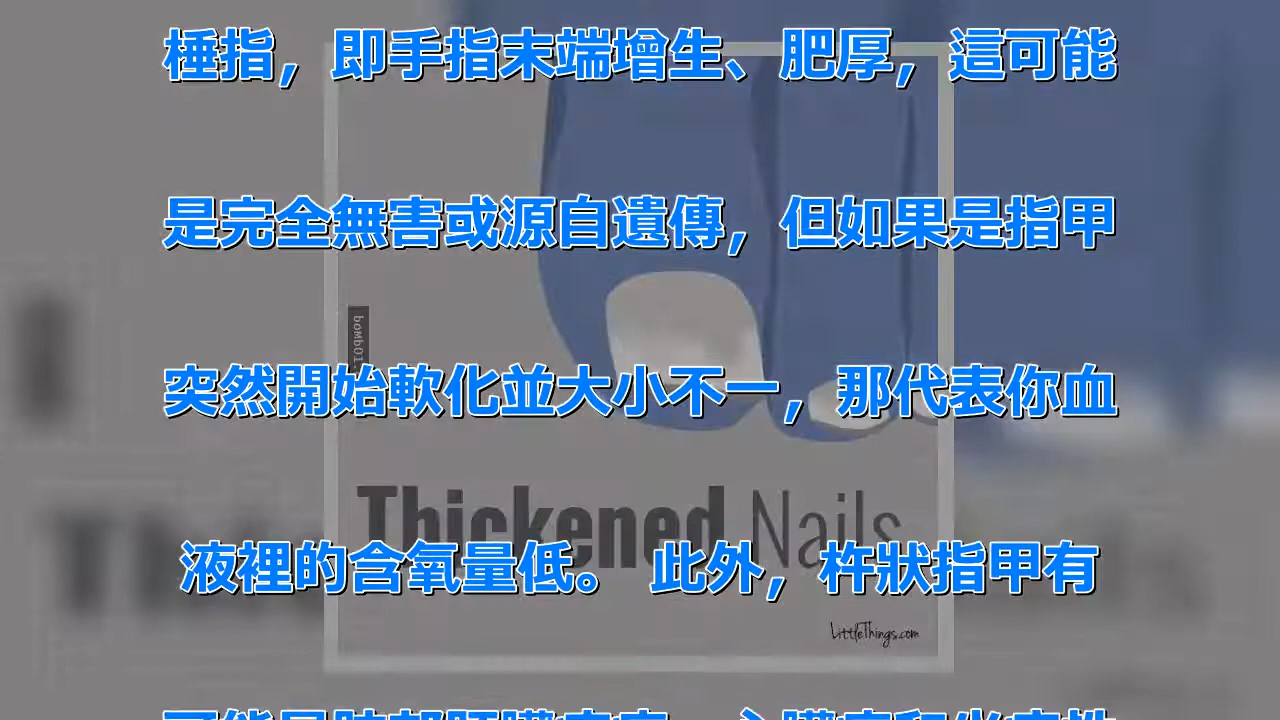 棰指，即手指末端增生、肥厚，這可能
是完全無害或源自遺傳，但如果是指甲
bomb01
突然開始軟化並大小不一，那代表你血
Thickened Nails
液裡的含氧量低。 此外，杵狀指甲有
LittleThings.com